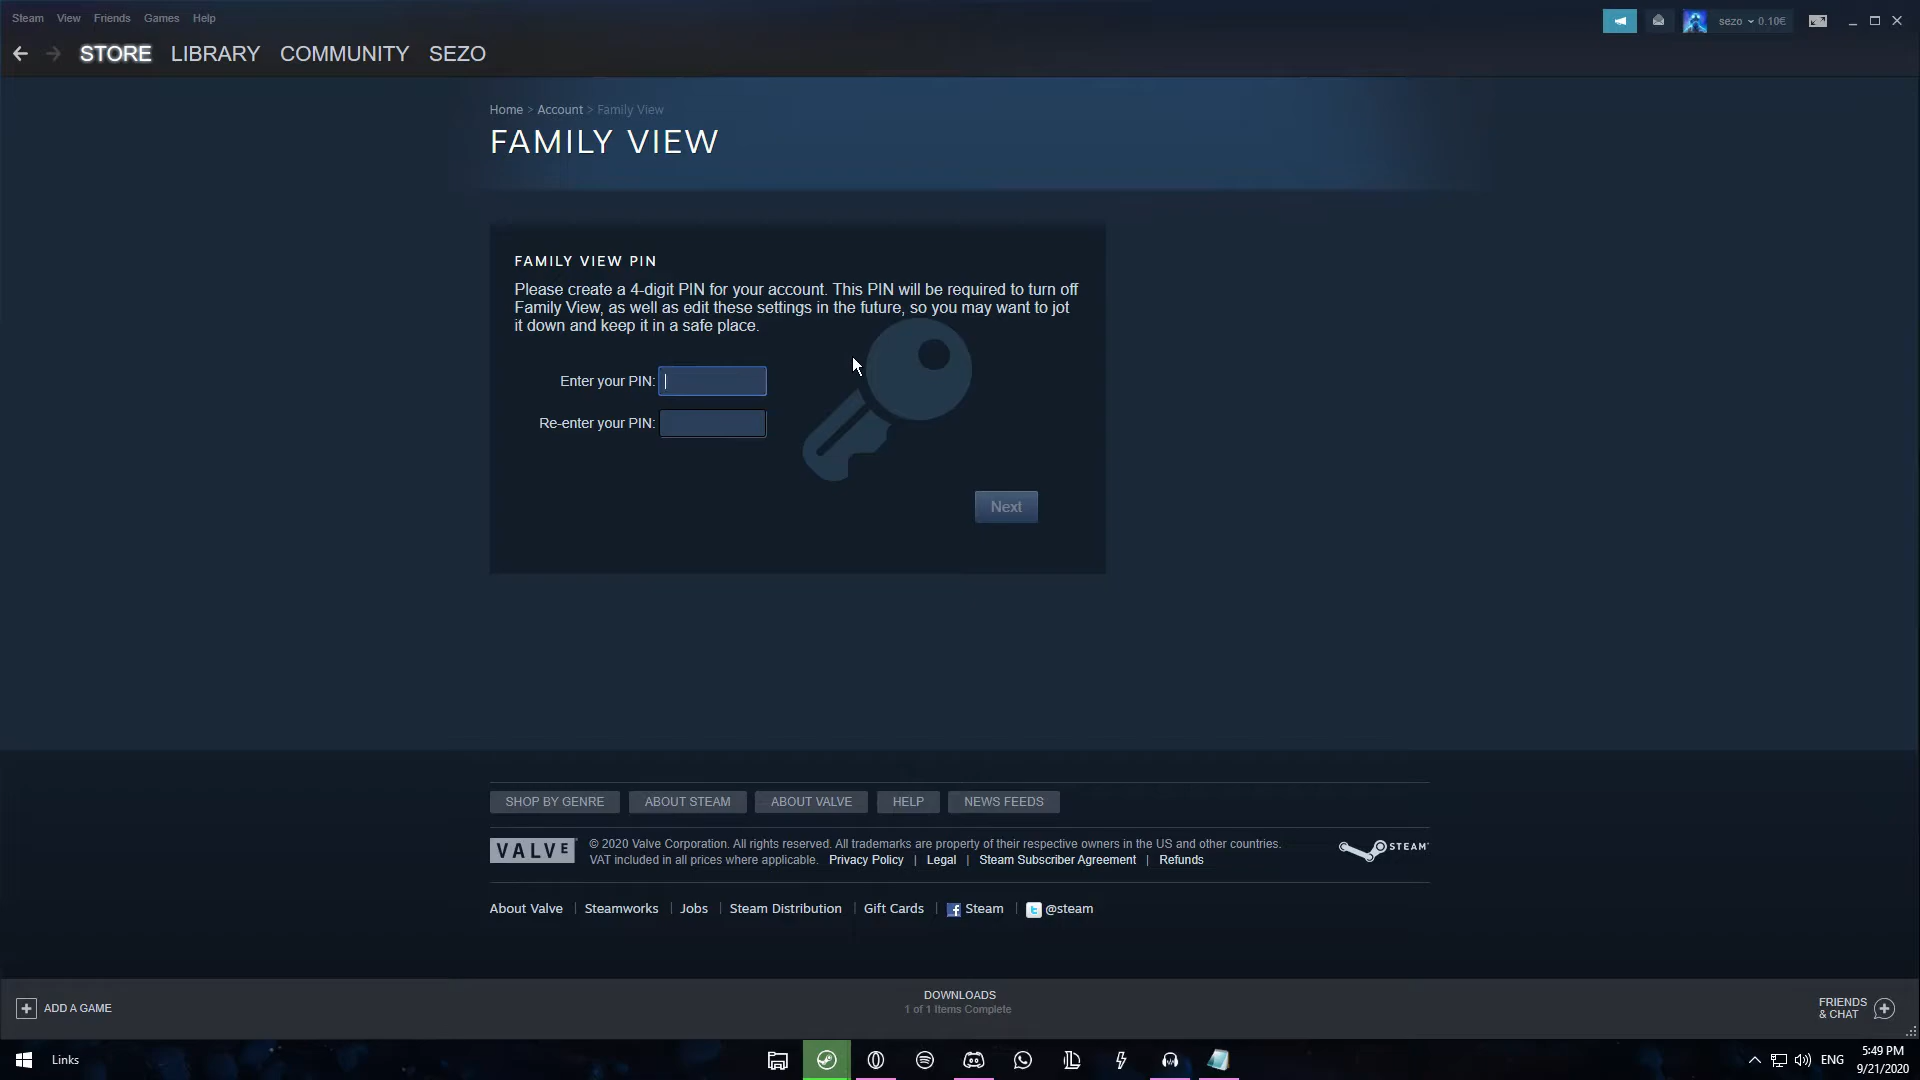 Steam View Friends Games Help
sezo 0.10€
STORE LIBRARY COMMUNITY SEZO
Home > Account > Family View
FAMILY VIEW
FAMILY VIEW PIN
Please create a 4-digit PIN for your account. This PIN will be required to turn off
Family View, as well as edit these settings in the future, so you may want to jot
it down and keep it in a safe place.
Enter your PIN:
Re-enter your PIN:
Next
SHOP BY GENRE ABOUT STEAM ABOUT VALVE HELP NEWS FEEDS
VALVE
© 2020 Valve Corporation. All rights reserved. All trademarks are property of their respective owners in the US and other countries.
VAT included in all prices where applicable. Privacy Policy | Legal | Steam Subscriber Agreement | Refunds
STEAM
About Valve | Steamworks | Jobs | Steam Distribution | Gift Cards | Steam | @steam
ADD A GAME
DOWNLOADS
1 of 1 Items Complete
FRIENDS
& CHAT
Links
ENG
5:49 PM
9/21/2020